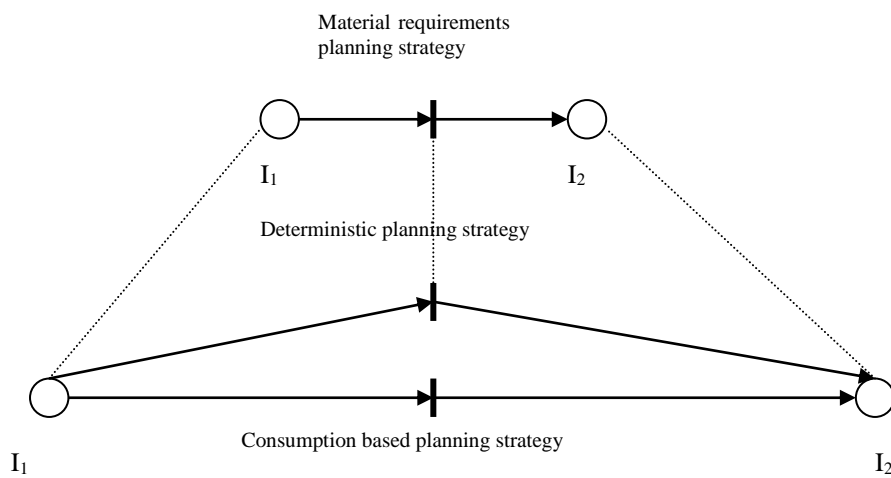 Material requirements
planning strategy
I₁
I₂
Deterministic planning strategy
Consumption based planning strategy
I₁
I₂